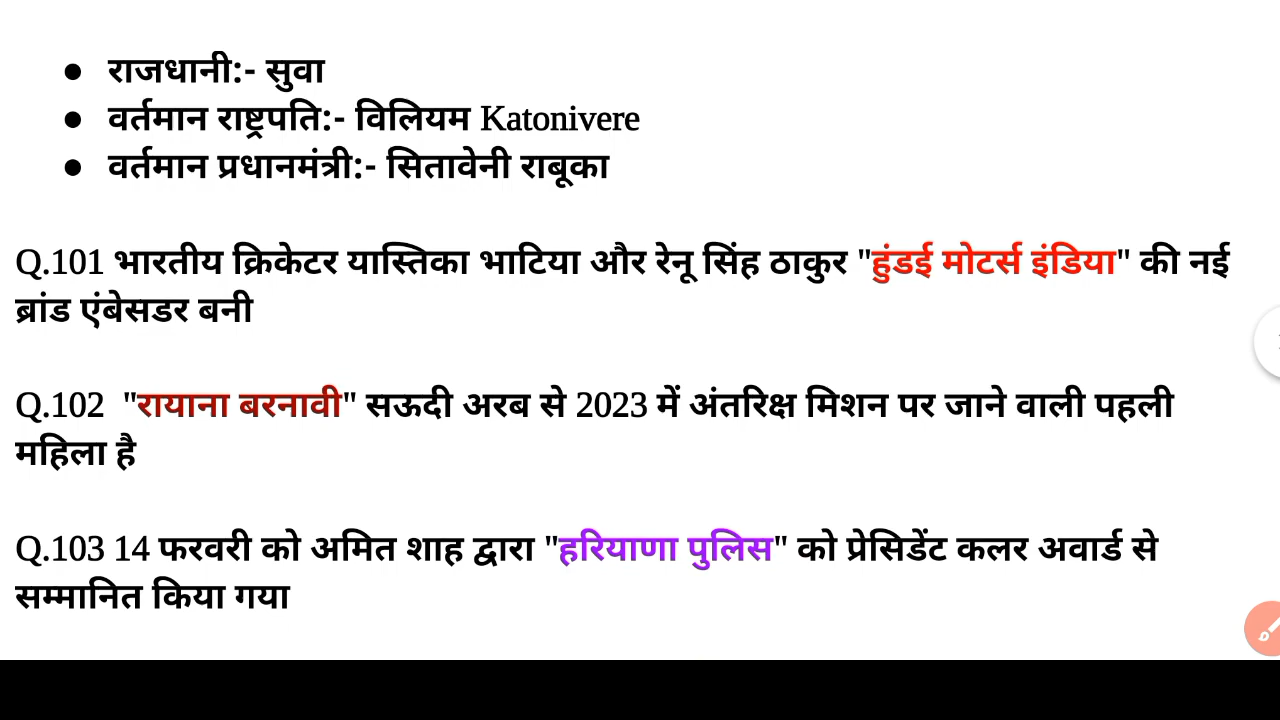 ● राजधानी:- सुवा
● वर्तमान राष्ट्रपति:- विलियम Katonivere
● वर्तमान प्रधानमंत्री:- सितावेनी राबूका
Q.101 भारतीय क्रिकेटर यास्तिका भाटिया और रेनू सिंह ठाकुर "हुंडई मोटर्स इंडिया" की नई
ब्रांड एंबेसडर बनी
Q.102 "रायाना बरनावी" सऊदी अरब से 2023 में अंतरिक्ष मिशन पर जाने वाली पहली
महिला है
Q.103 14 फरवरी को अमित शाह द्वारा "हरियाणा पुलिस" को प्रेसिडेंट कलर अवार्ड से
सम्मानित किया गया